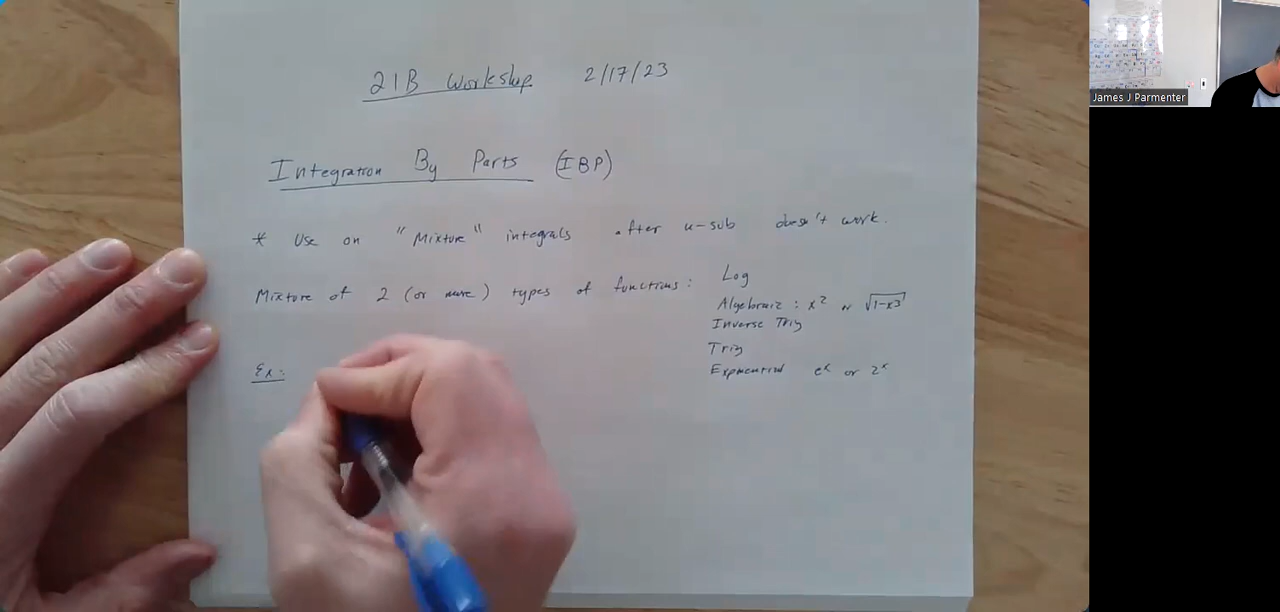 21B Workshop 2/17/23
Integration By Parts (IBP)
* Use on "Mixture" integrals after u-sub doesn't work.
Mixture of 2 (or more) types of functions:
Log
Algebraic: x² or √1-x³
Inverse Trig
Trig
Exponential eˣ or 2ˣ
Ex:
James J Parmenter